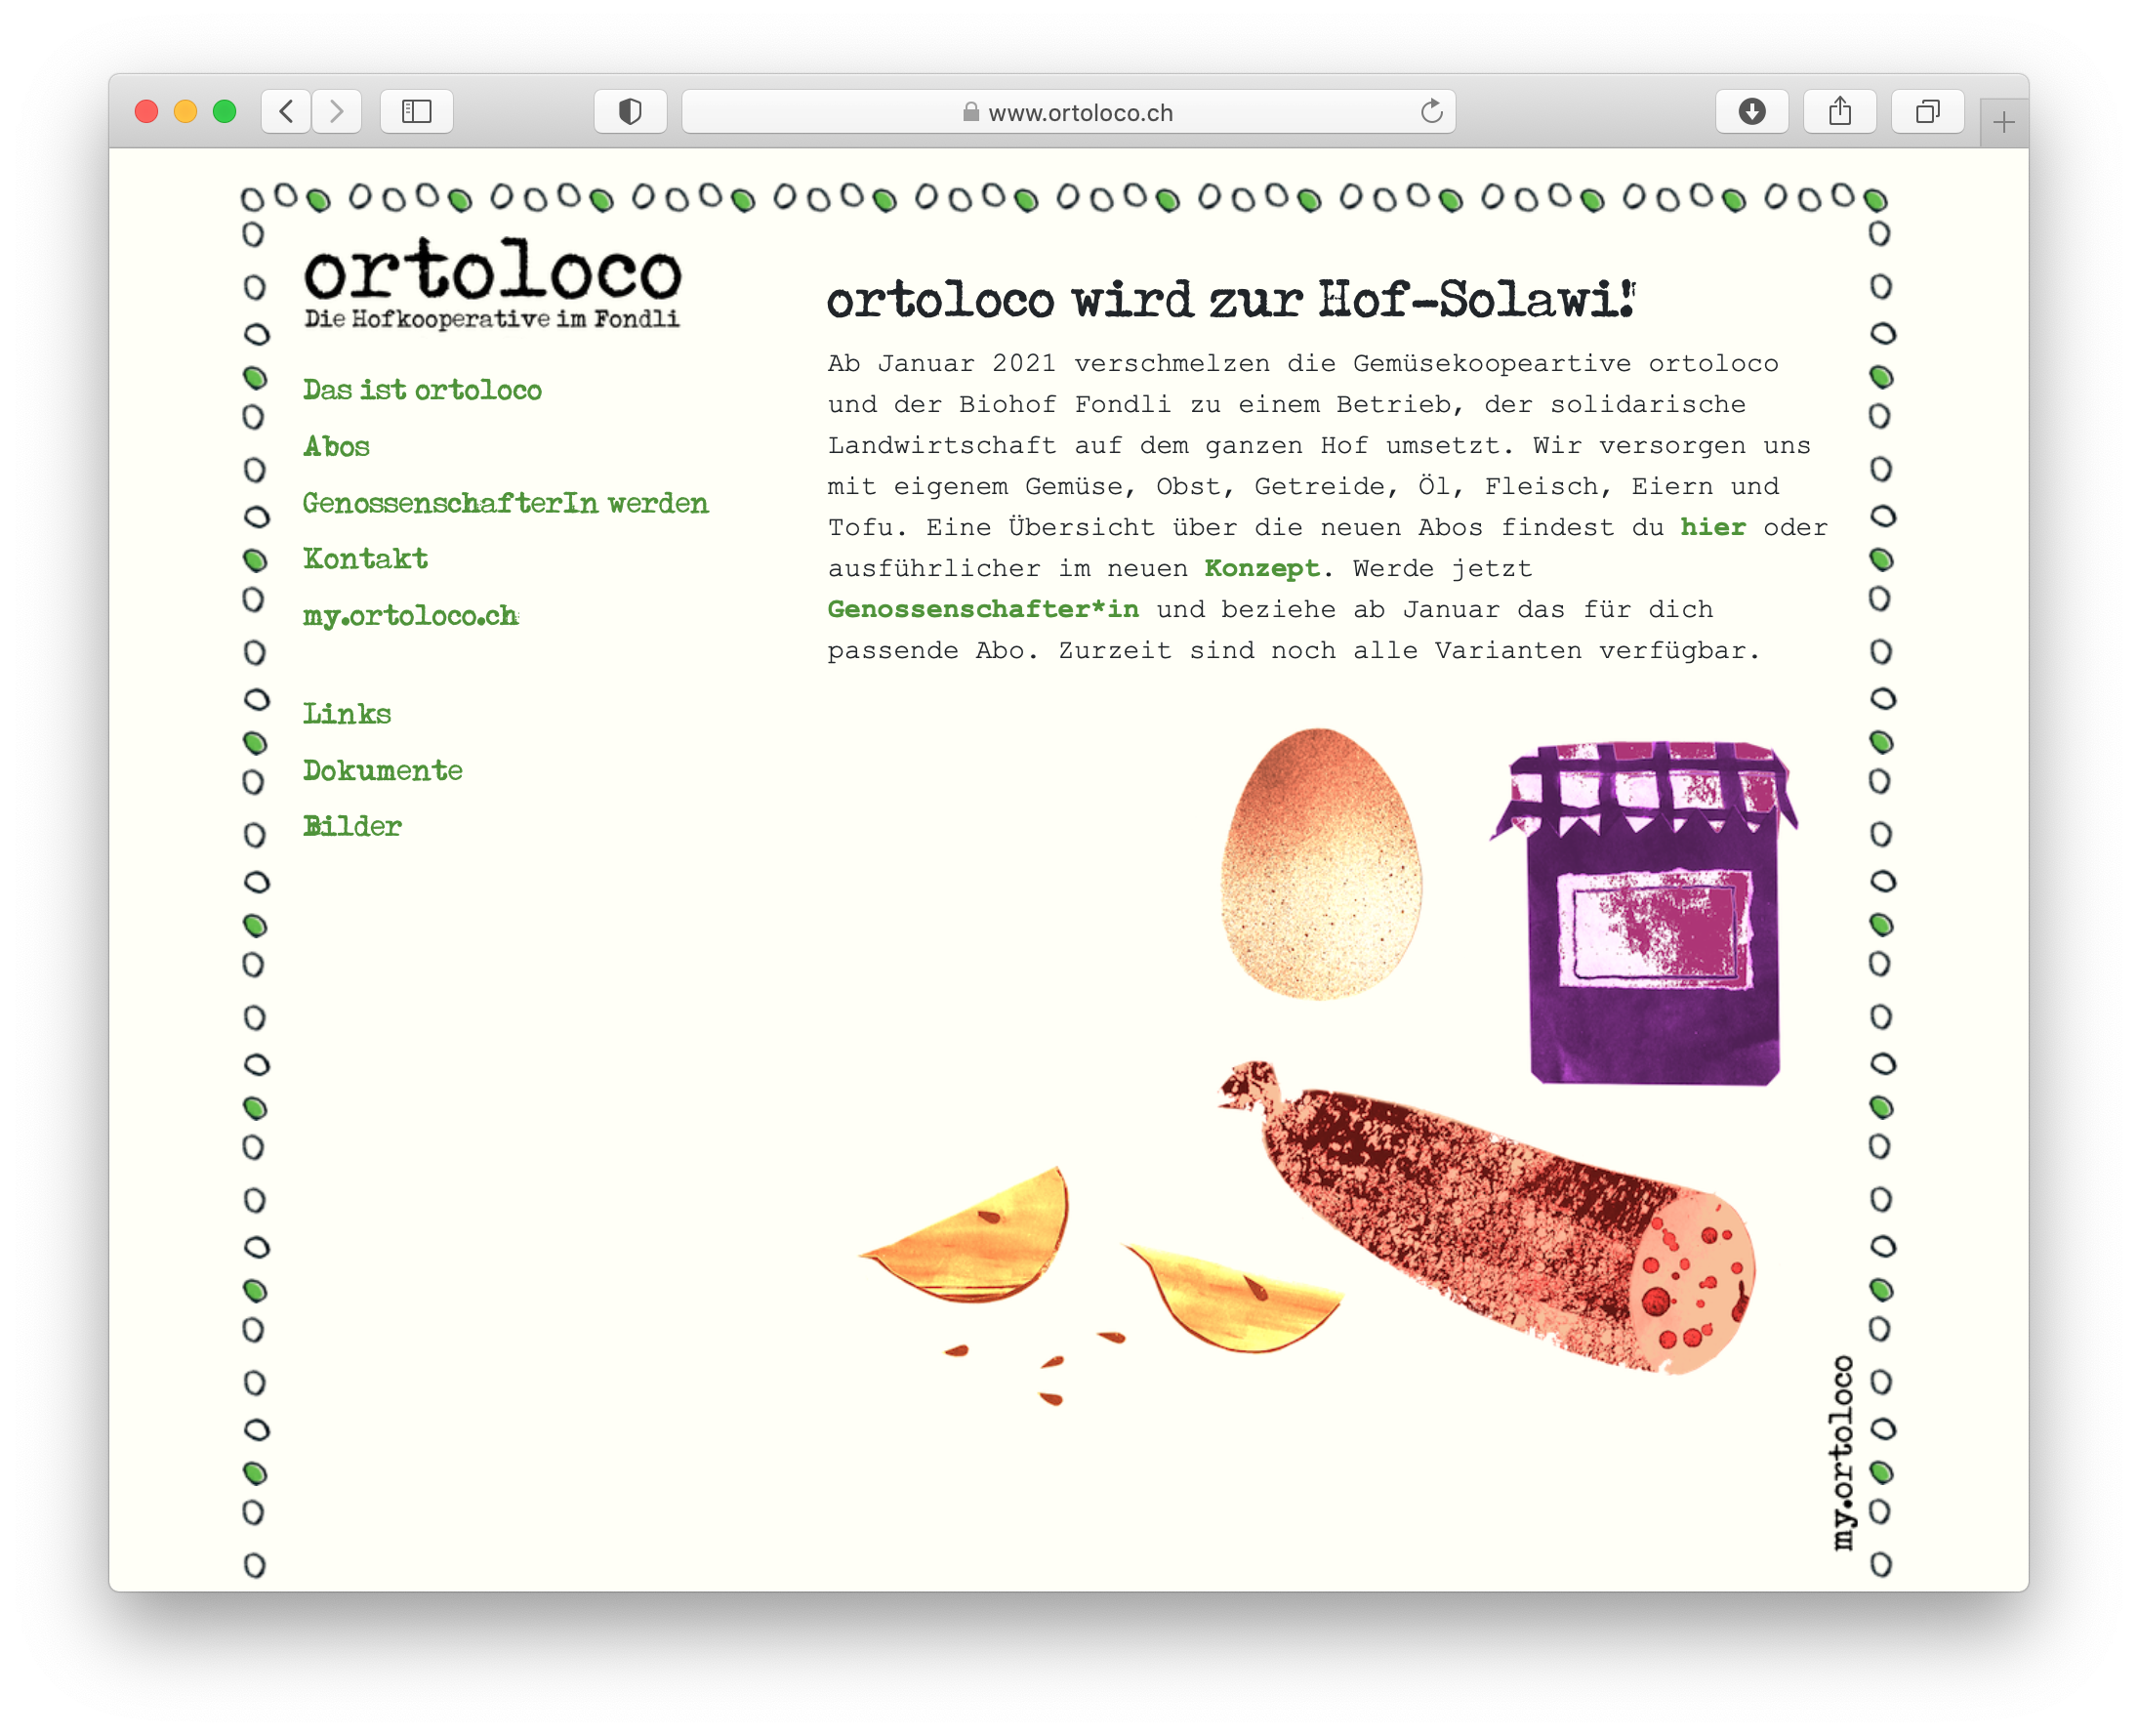 www.ortoloco.ch
ortoloco
Die Hofkooperative im Fondli
Das ist ortoloco
Abos
GenossenschafterIn werden
Kontakt
my.ortoloco.ch
Links
Dokumente
Bilder
ortoloco wird zur Hof-Solawi!
Ab Januar 2021 verschmelzen die Gemüsekoopeartive ortoloco
und der Biohof Fondli zu einem Betrieb, der solidarische
Landwirtschaft auf dem ganzen Hof umsetzt. Wir versorgen uns
mit eigenem Gemüse, Obst, Getreide, Öl, Fleisch, Eiern und
Tofu. Eine Übersicht über die neuen Abos findest du hier oder
ausführlicher im neuen Konzept. Werde jetzt
Genossenschafter*in und beziehe ab Januar das für dich
passende Abo. Zurzeit sind noch alle Varianten verfügbar.
my.ortoloco